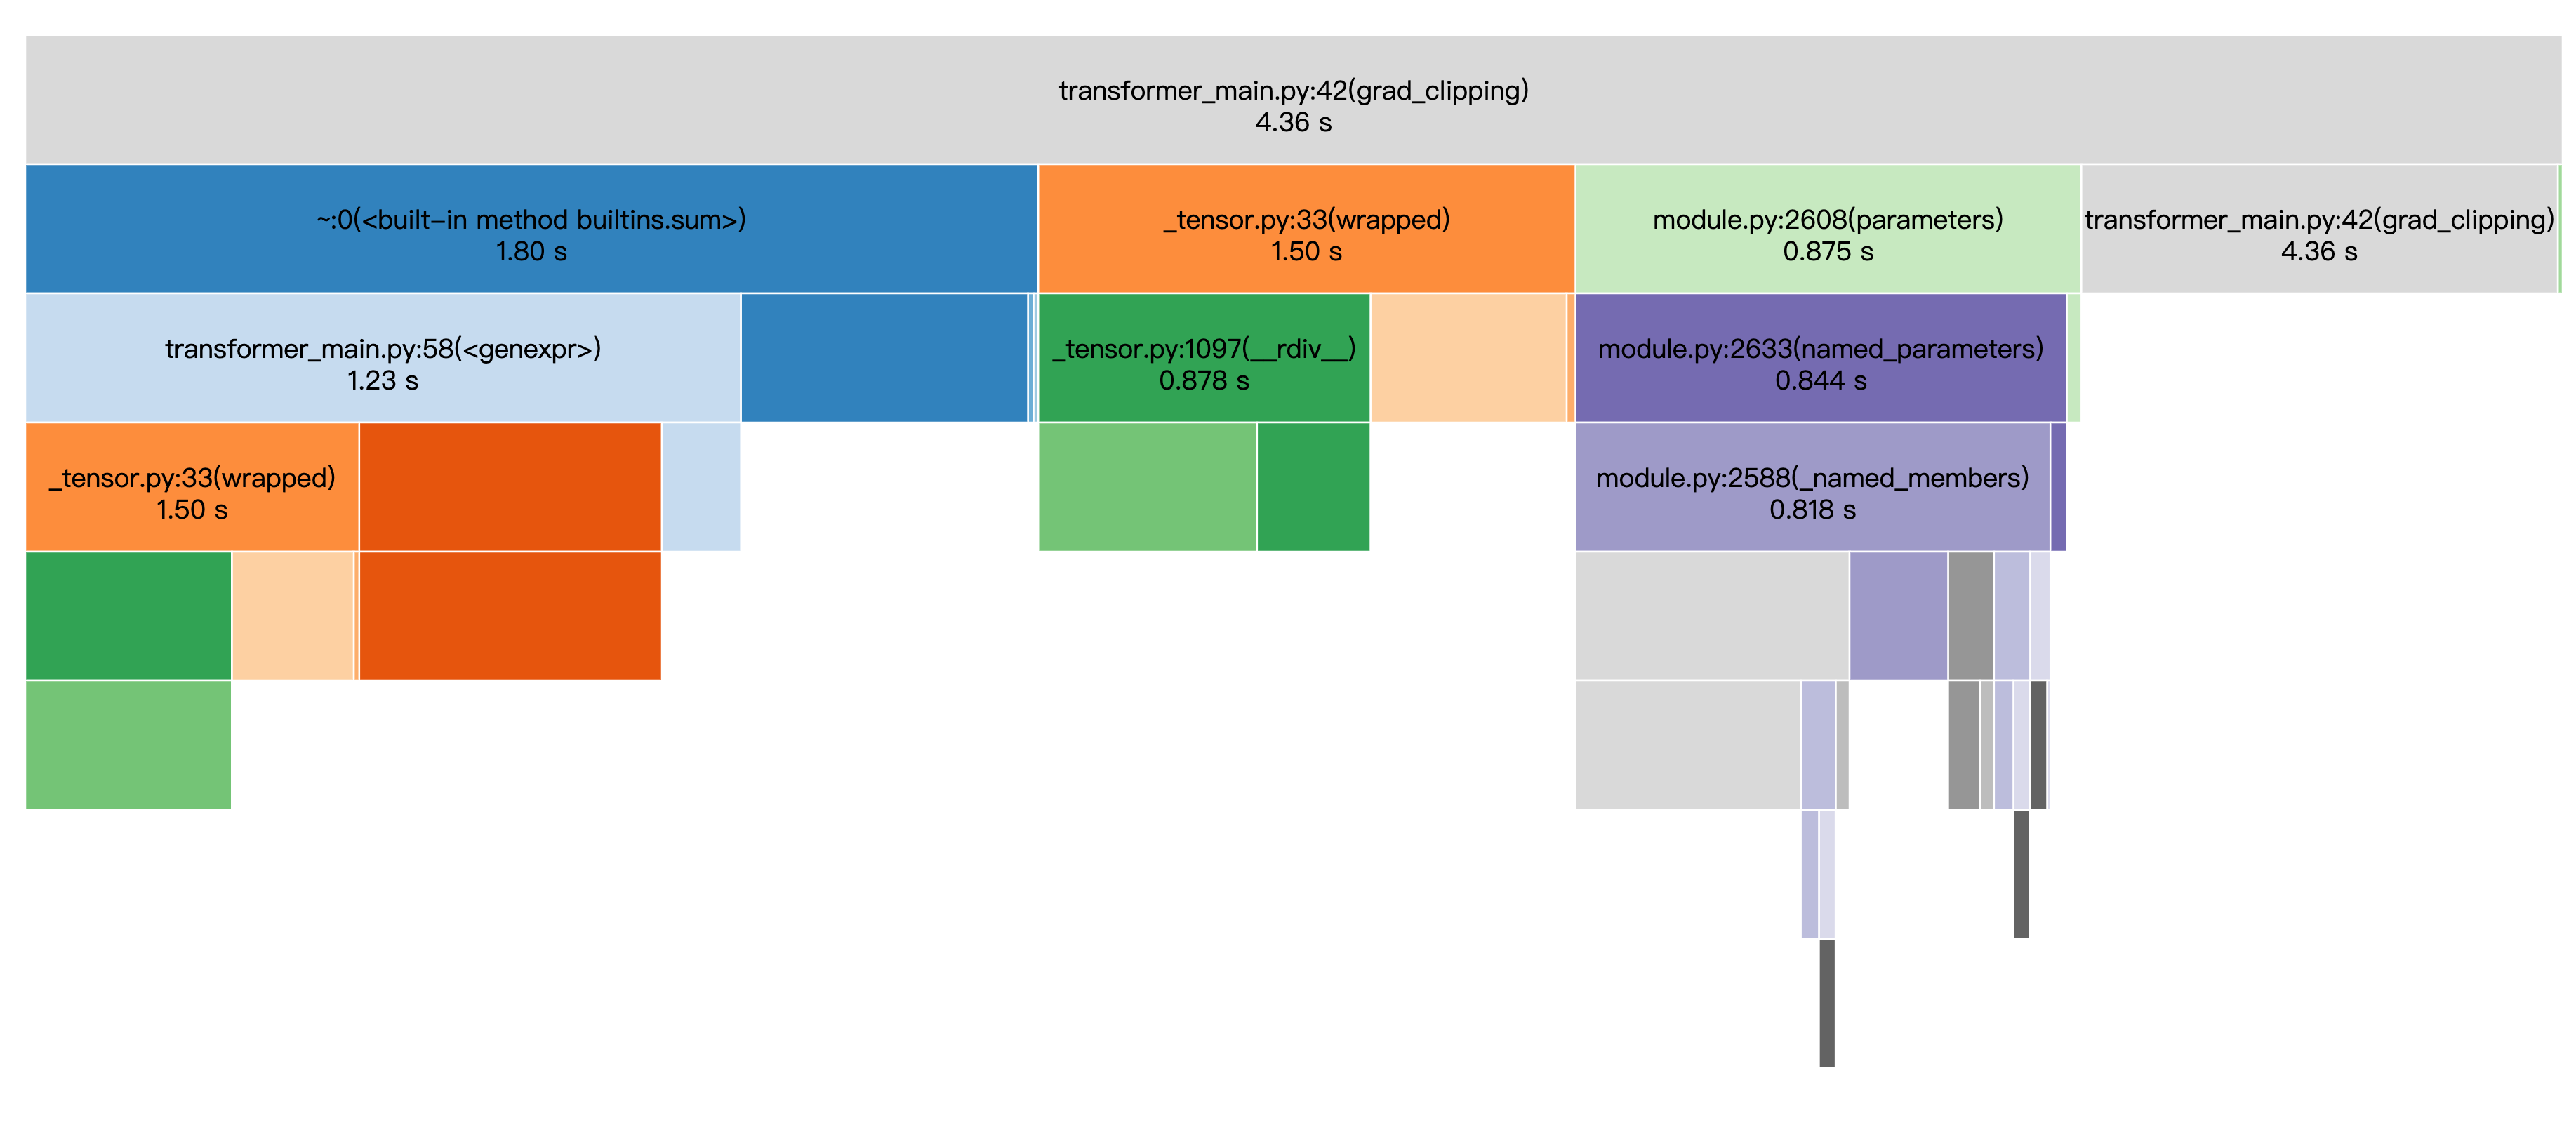 transformer_main.py:42(grad_clipping)
4.36 s
~:0(<built-in method builtins.sum>)
1.80 s
_tensor.py:33(wrapped)
1.50 s
module.py:2608(parameters)
0.875 s
transformer_main.py:42(grad_clipping)
4.36 s
transformer_main.py:58(<genexpr>)
1.23 s
_tensor.py:1097(__rdiv__)
0.878 s
module.py:2633(named_parameters)
0.844 s
_tensor.py:33(wrapped)
1.50 s
module.py:2588(_named_members)
0.818 s